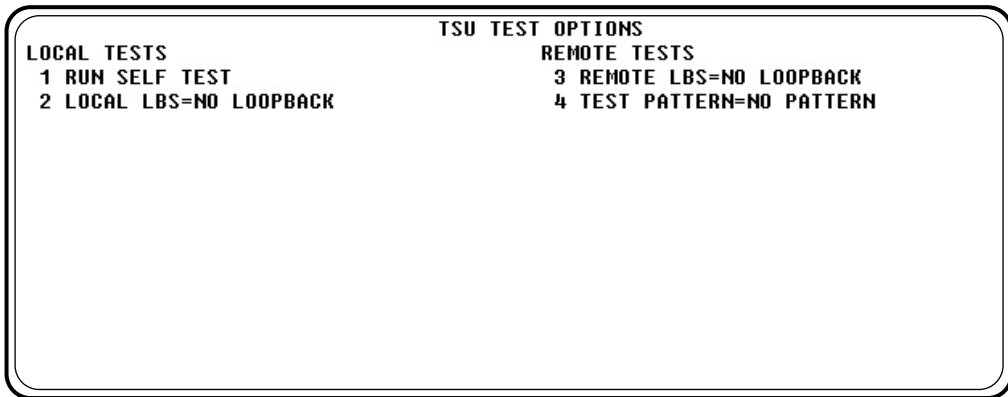 TSU TEST OPTIONS
LOCAL TESTS
1 RUN SELF TEST
2 LOCAL LBS=NO LOOPBACK
REMOTE TESTS
3 REMOTE LBS=NO LOOPBACK
4 TEST PATTERN=NO PATTERN